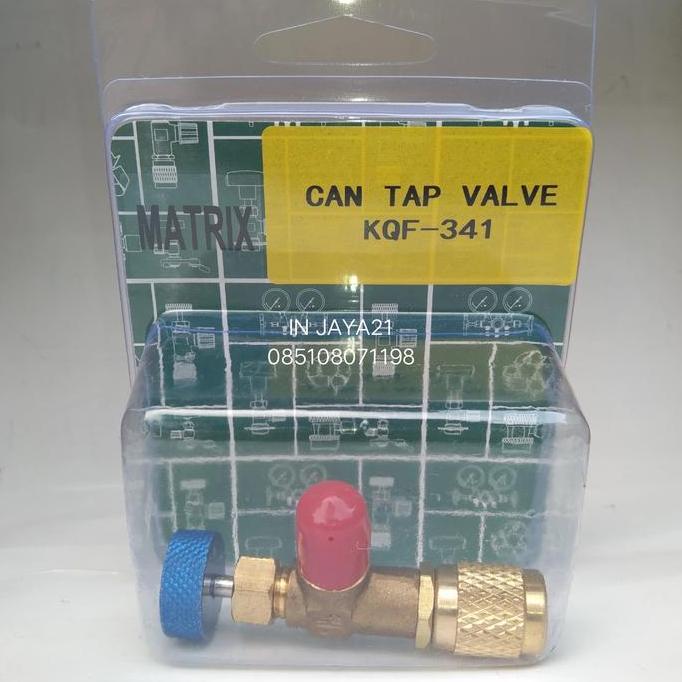 CAN TAP VALVE
MATRIX
KQF-341
IN JAYA21
085108071198